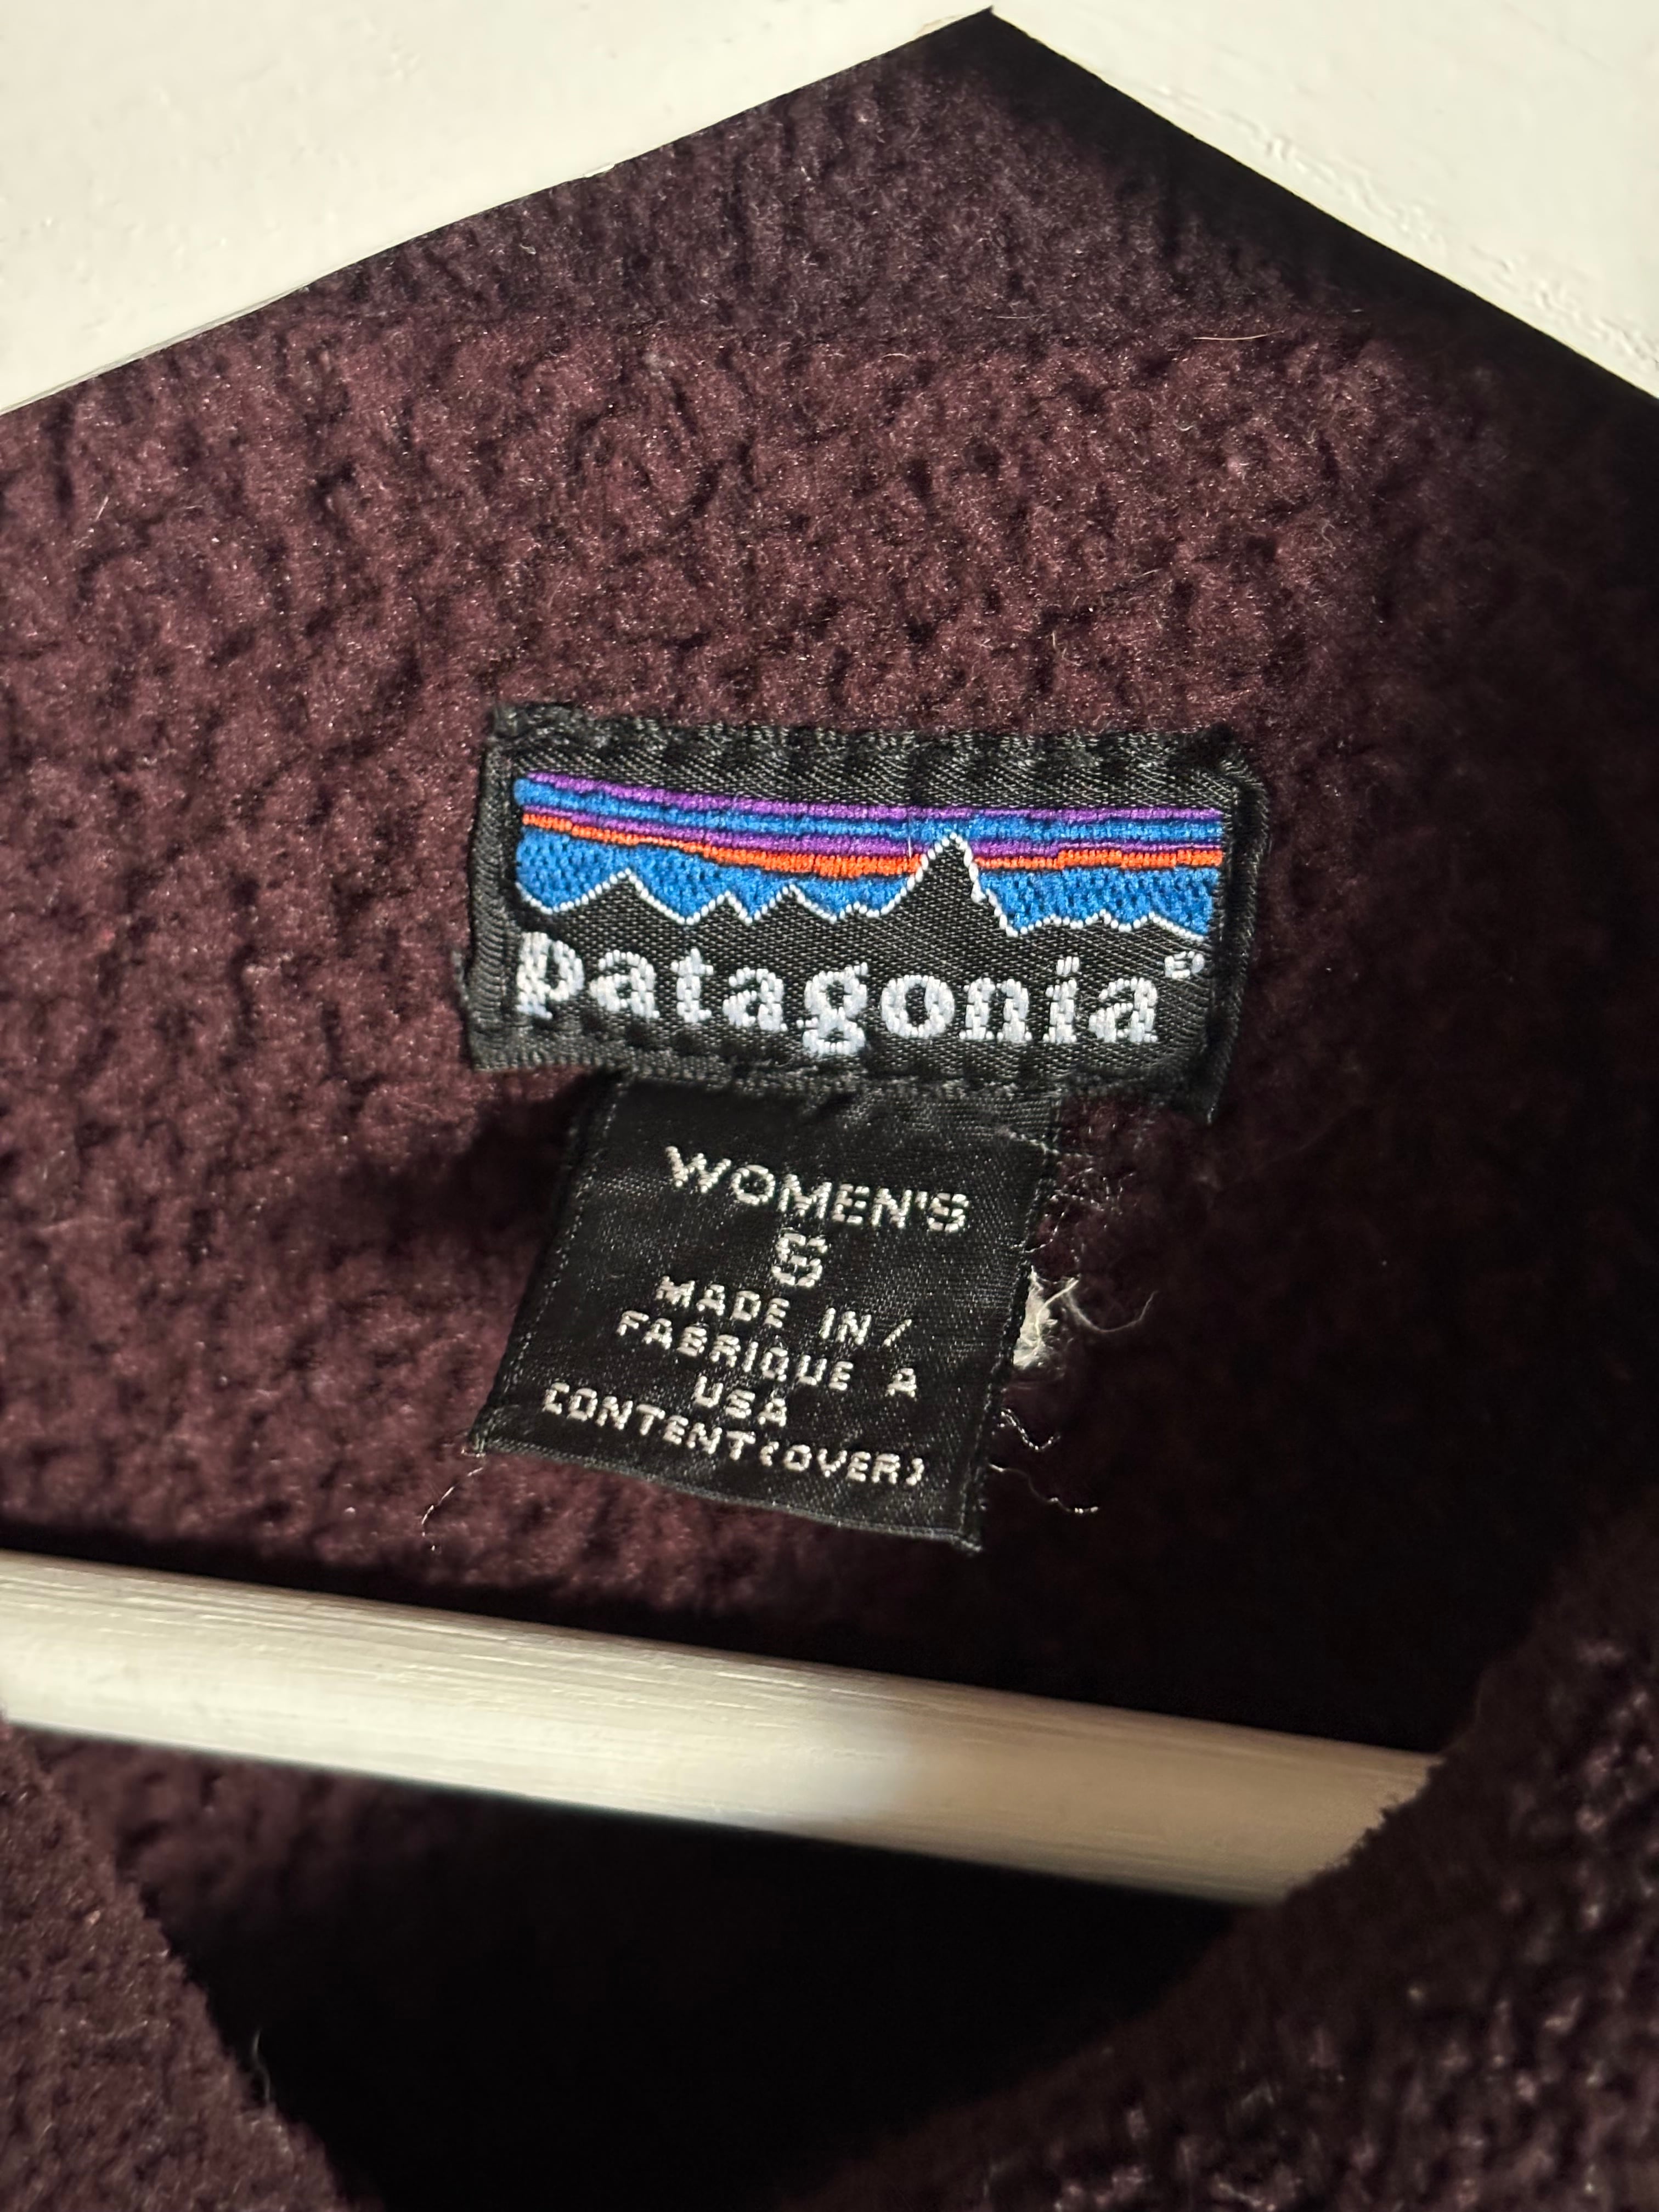 patagonia®
WOMEN'S
S
MADE IN/
FABRIQUE A
USA
CONTENT(OVER)